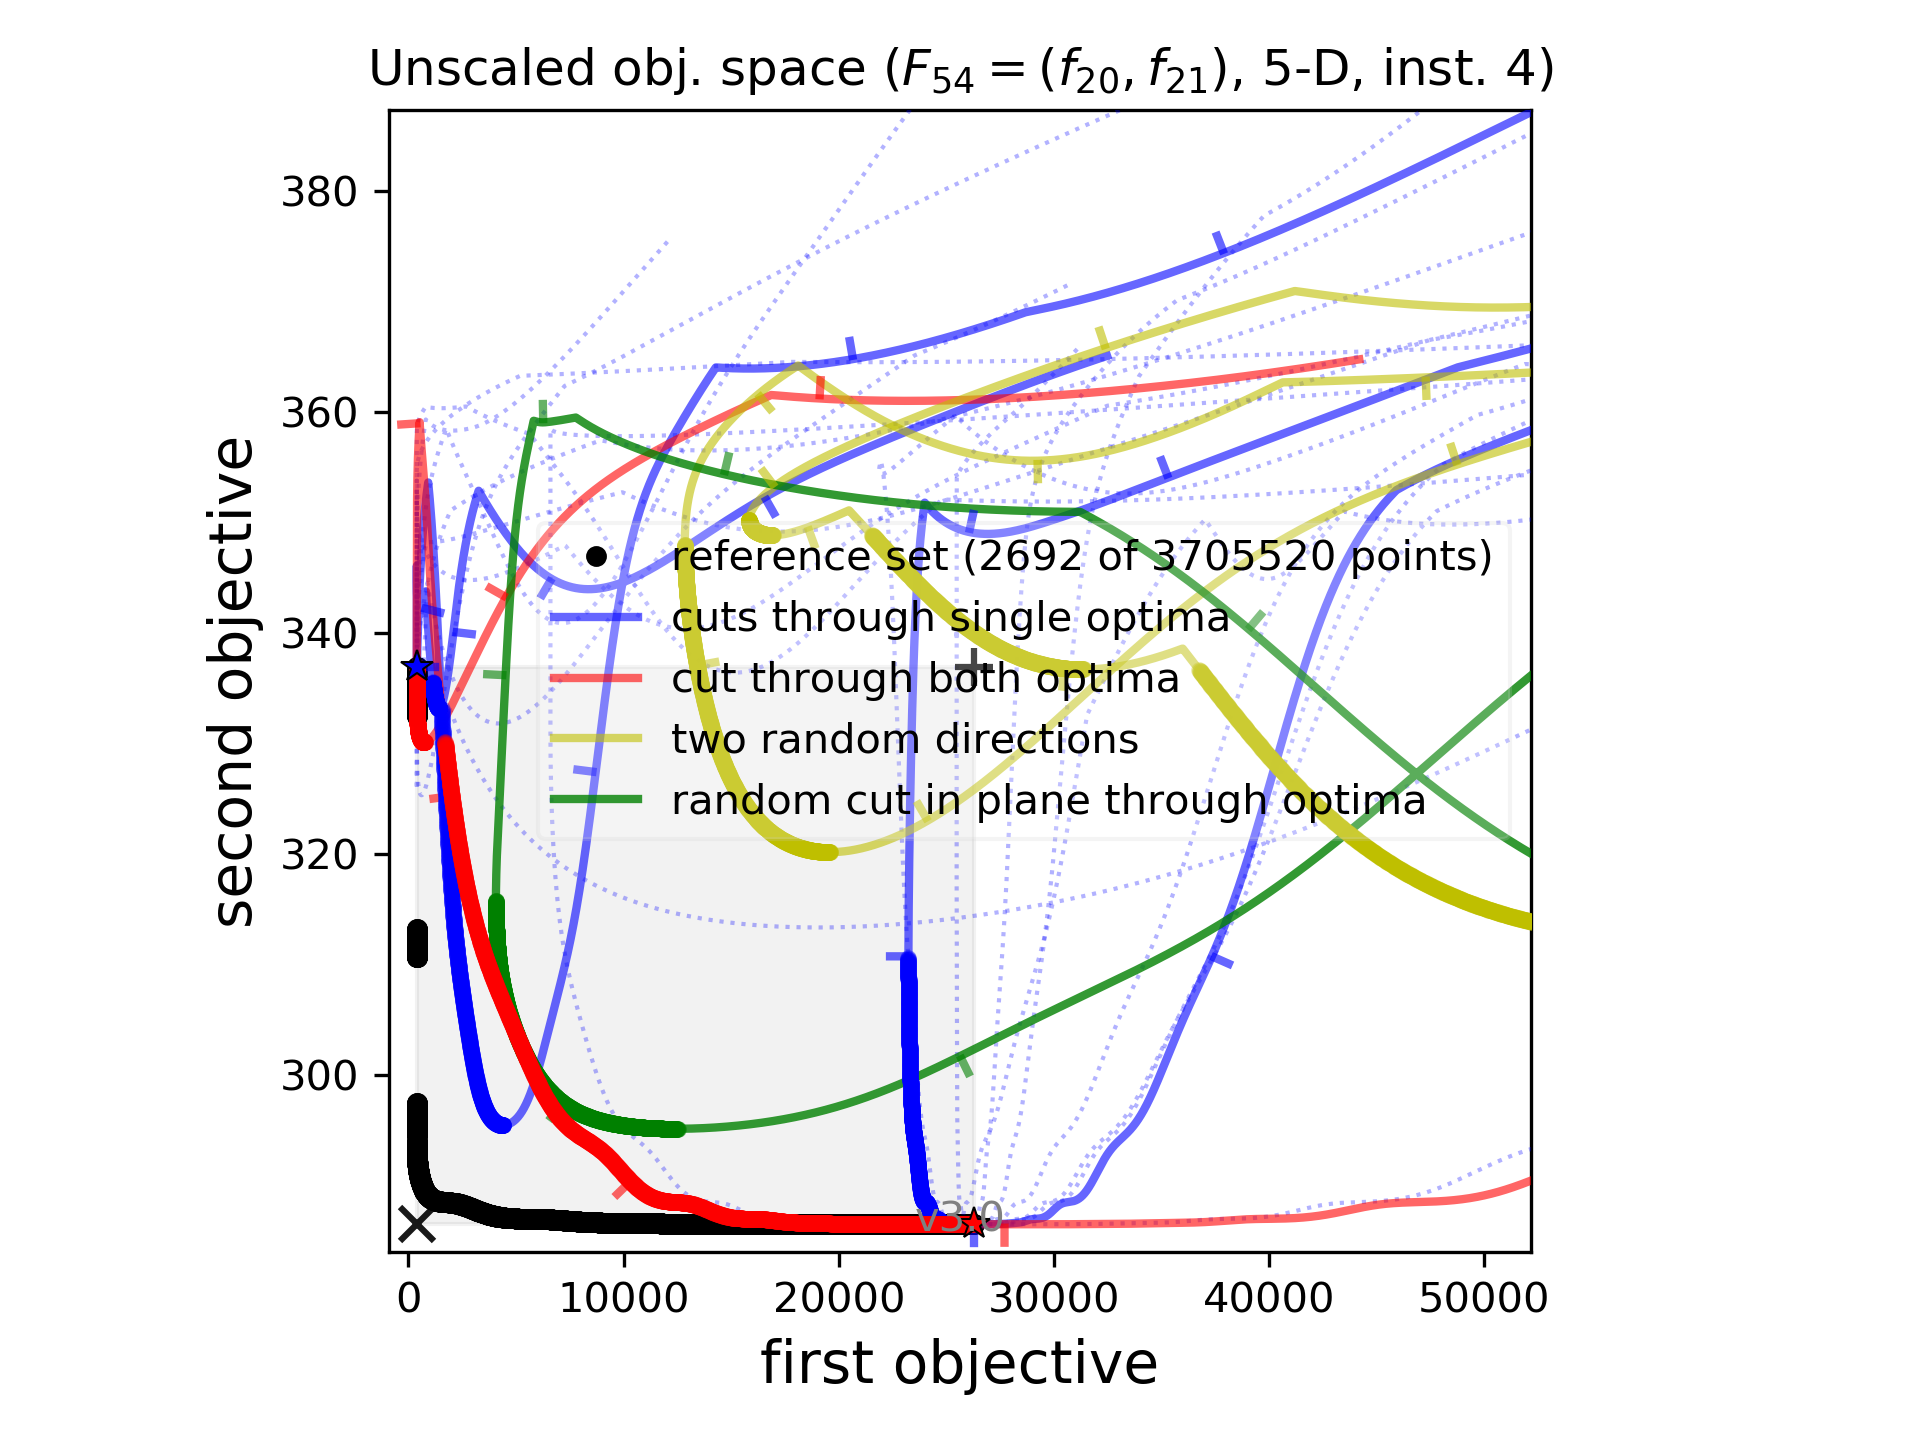 Unscaled obj. space (F54 = (f20, f21), 5-D, inst. 4)
380
360
340
320
300
second objective
reference set (2692 of 3705520 points)
cuts through single optima
cut through both optima
two random directions
random cut in plane through optima
v3.0
0 10000 20000 30000 40000 50000
first objective